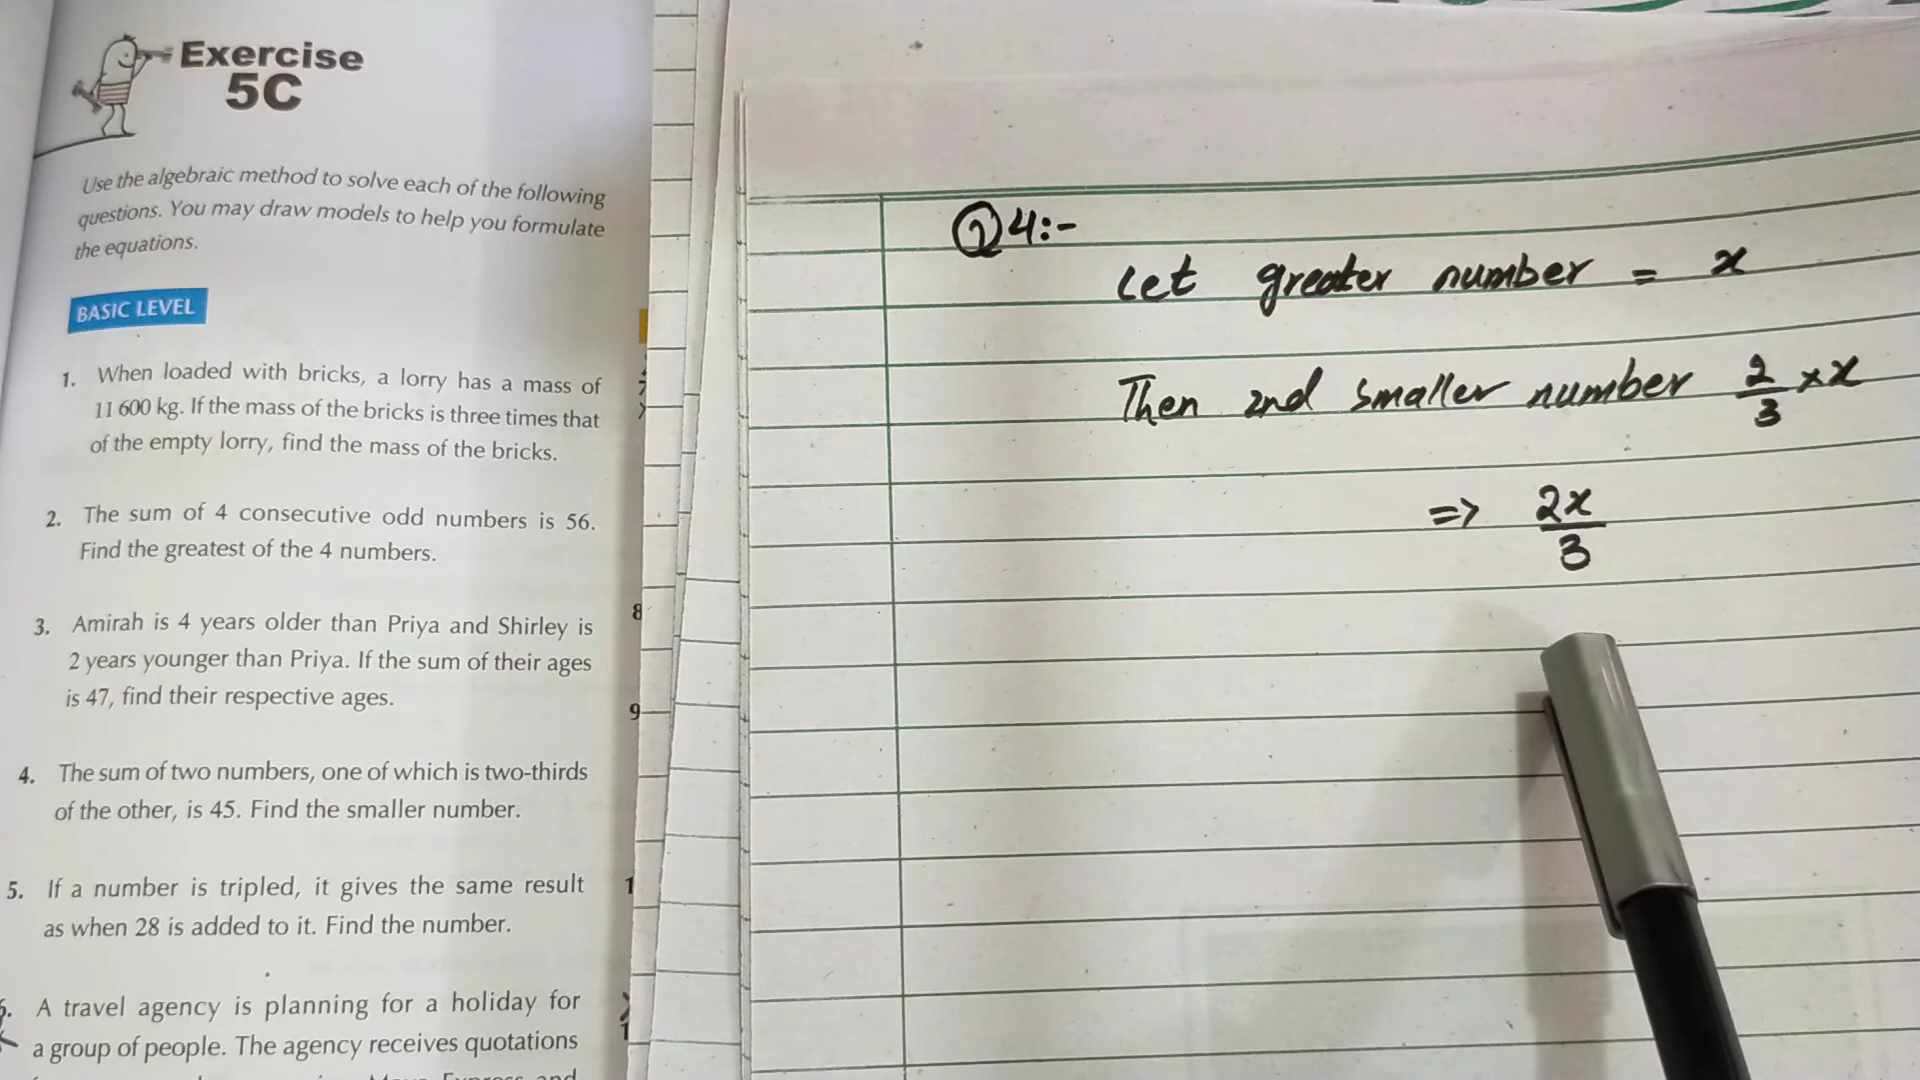 Exercise
5C
Use the algebraic method to solve each of the following
questions. You may draw models to help you formulate
the equations.
BASIC LEVEL
1. When loaded with bricks, a lorry has a mass of
11 600 kg. If the mass of the bricks is three times that
of the empty lorry, find the mass of the bricks.
2. The sum of 4 consecutive odd numbers is 56.
Find the greatest of the 4 numbers.
3. Amirah is 4 years older than Priya and Shirley is
2 years younger than Priya. If the sum of their ages
is 47, find their respective ages.
4. The sum of two numbers, one of which is two-thirds
of the other, is 45. Find the smaller number.
5. If a number is tripled, it gives the same result
as when 28 is added to it. Find the number.
6. A travel agency is planning for a holiday for
a group of people. The agency receives quotations
8
9
1
Q4:-
Let greater number = x
Then 2nd smaller number 2/3 × x
=> 2x/3